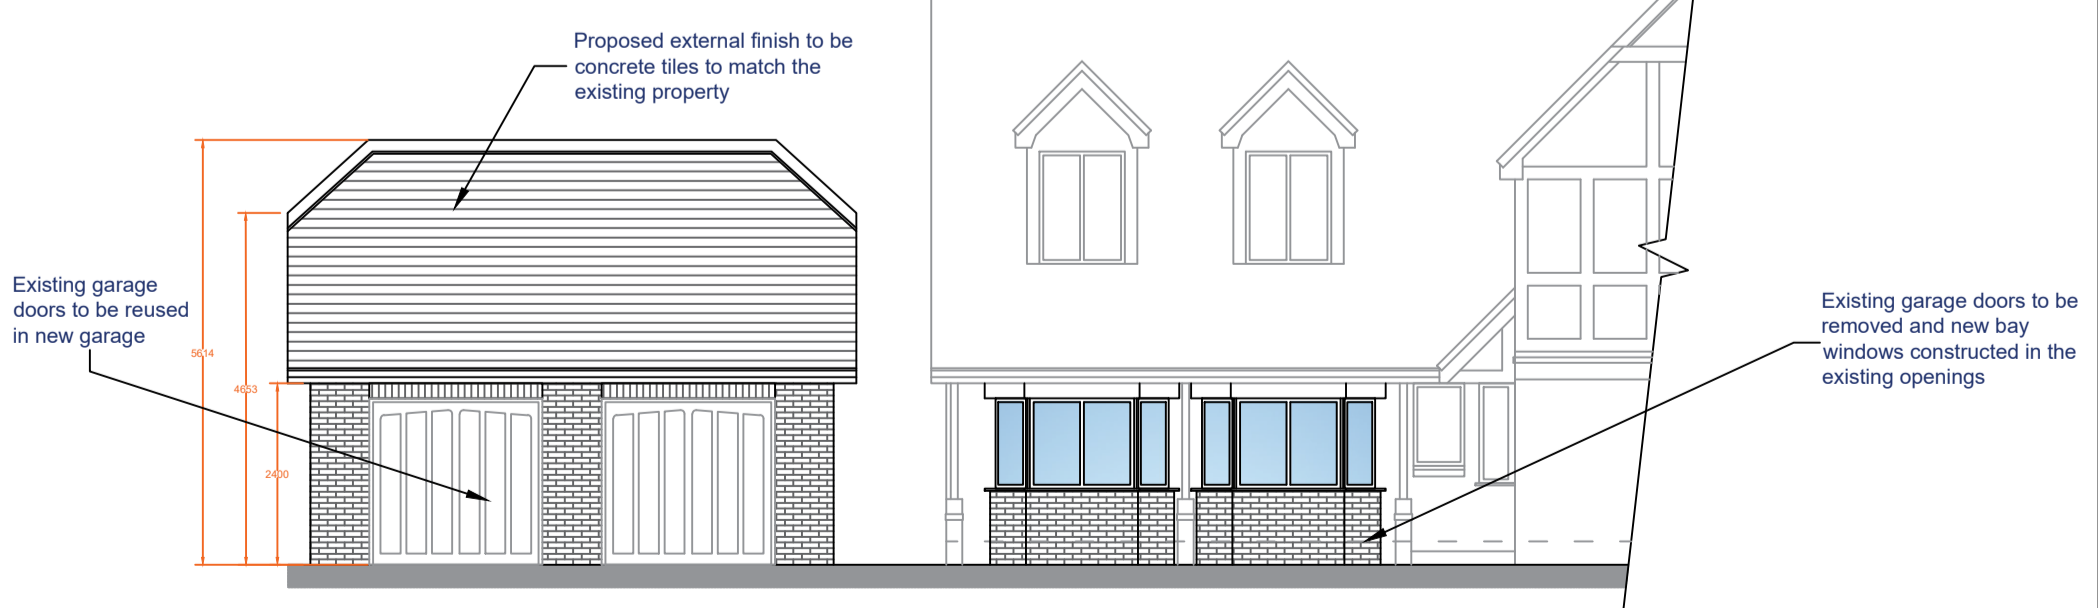 Proposed external finish to be
concrete tiles to match the
existing property
Existing garage
doors to be reused
in new garage
5614
4653
2400
Existing garage doors to be
removed and new bay
windows constructed in the
existing openings